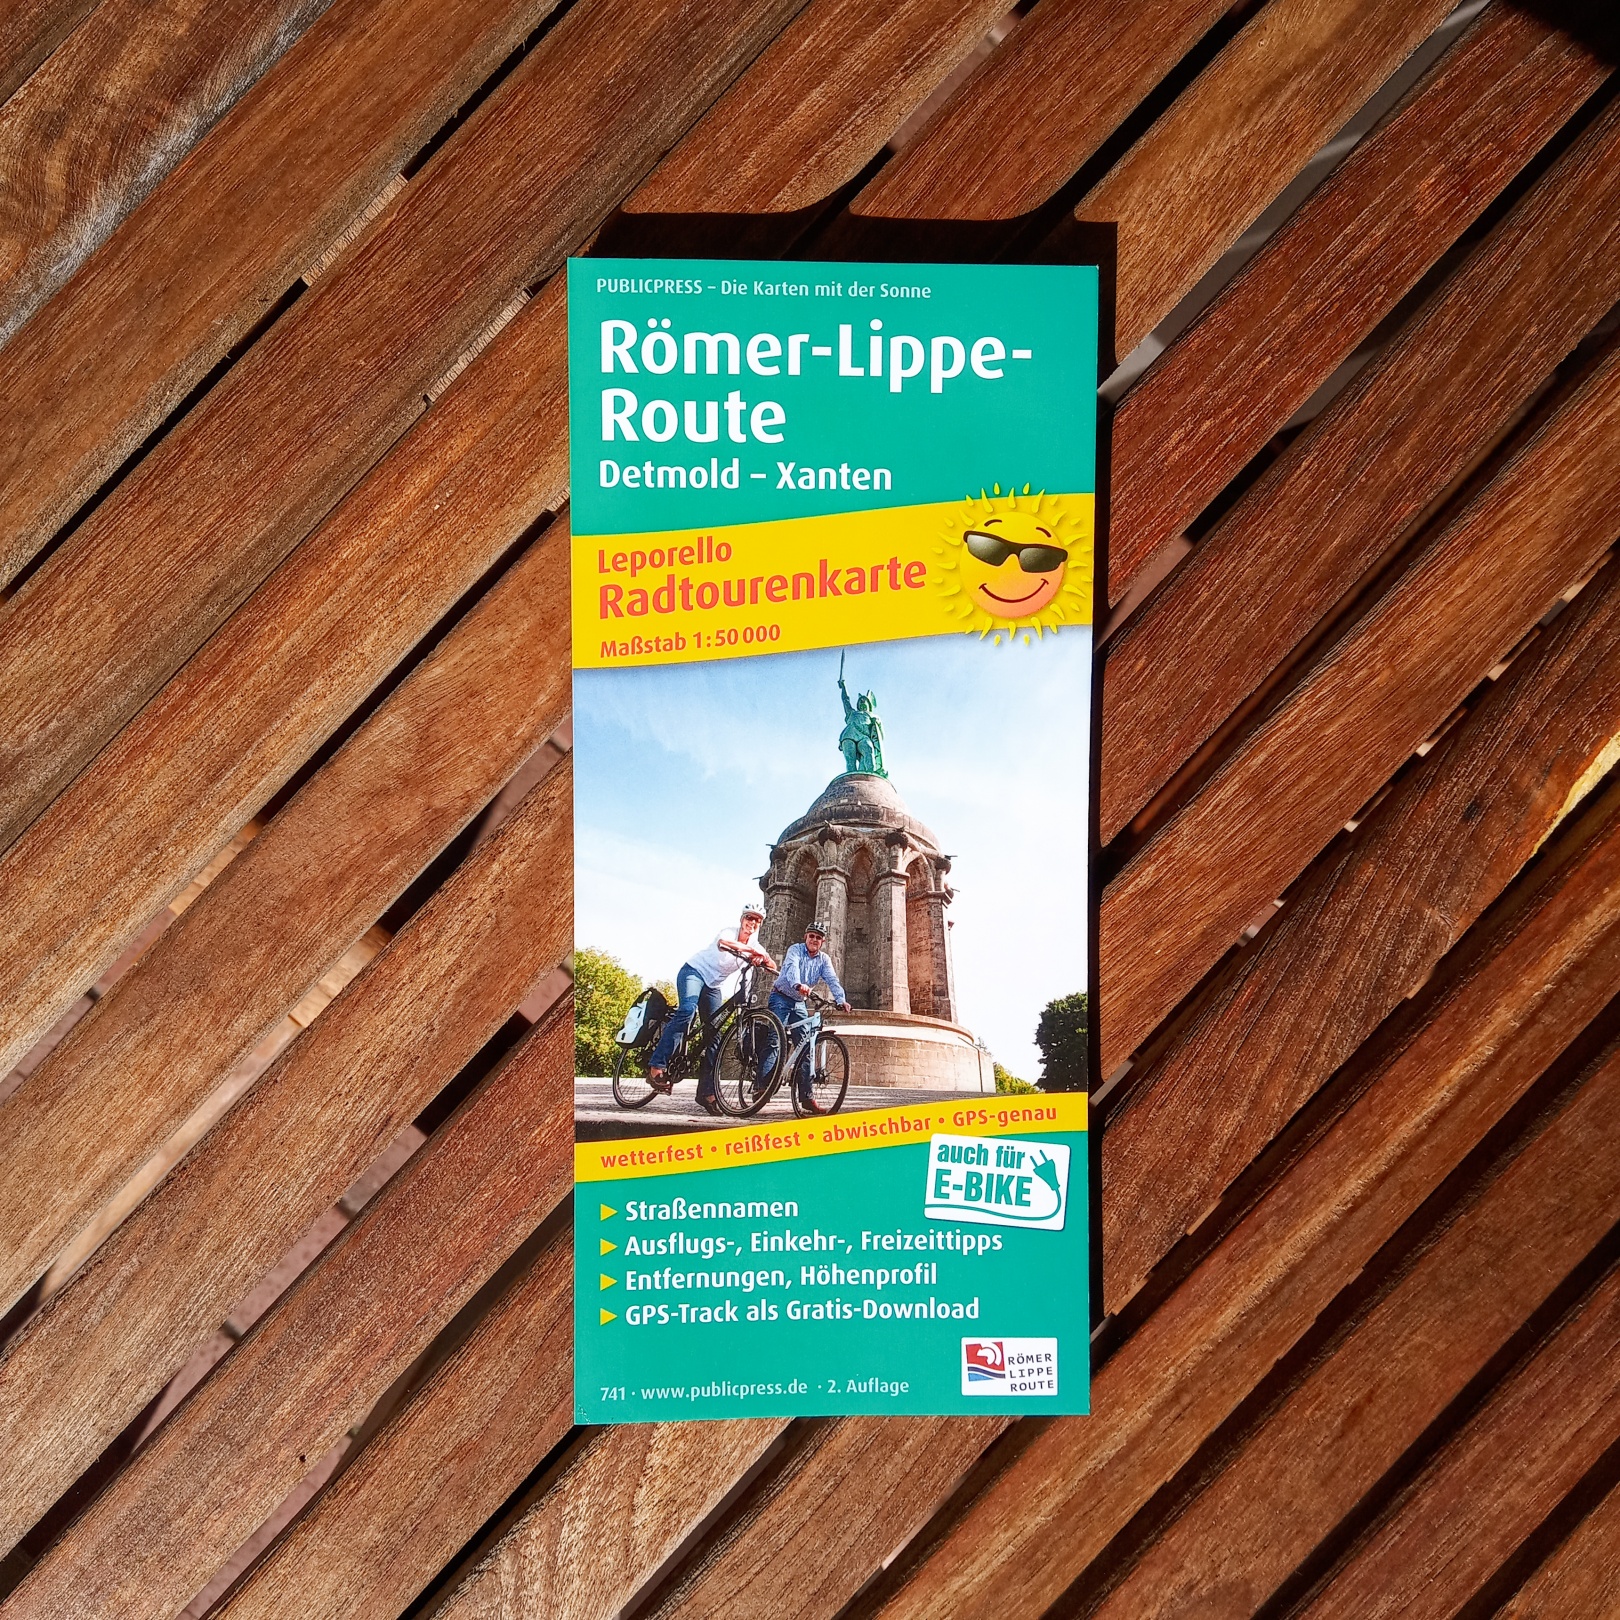 PUBLICPRESS – Die Karten mit der Sonne
Römer-Lippe-
Route
Detmold – Xanten
Leporello
Radtourenkarte
Maßstab 1:50 000
wetterfest • reißfest • abwischbar • GPS-genau
auch für
E-BIKE
Straßennamen
Ausflugs-, Einkehr-, Freizeittipps
Entfernungen, Höhenprofil
GPS-Track als Gratis-Download
RÖMER
LIPPE
ROUTE
741 · www.publicpress.de · 2. Auflage